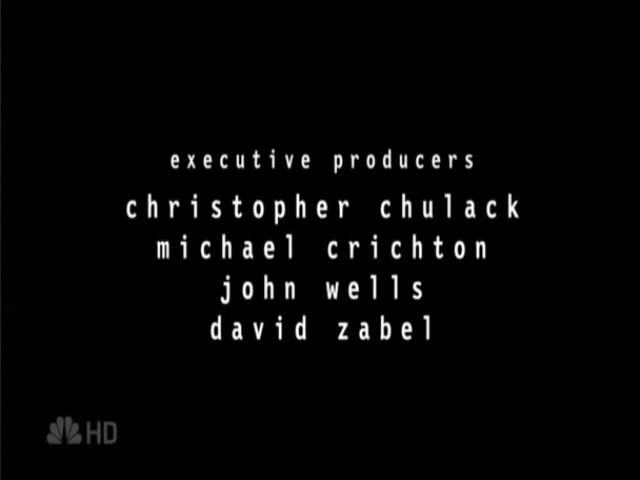 executive producers
christopher chulack
michael crichton
john wells
david zabel
HD